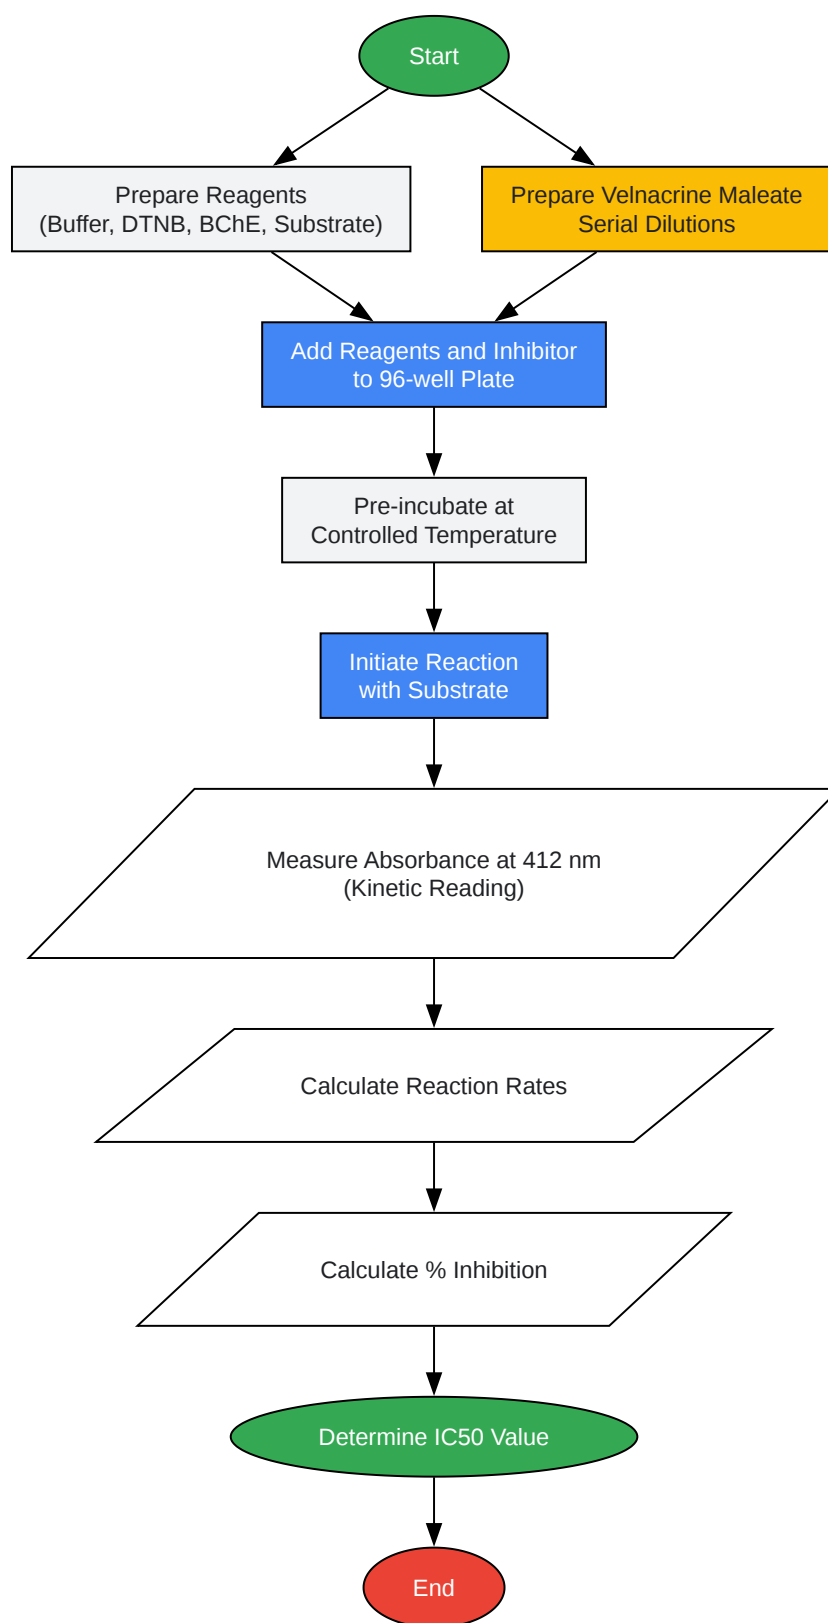 Start
Prepare Reagents
(Buffer, DTNB, BChE, Substrate)
Prepare Velnacrine Maleate
Serial Dilutions
Add Reagents and Inhibitor
to 96-well Plate
Pre-incubate at
Controlled Temperature
Initiate Reaction
with Substrate
Measure Absorbance at 412 nm
(Kinetic Reading)
Calculate Reaction Rates
Calculate % Inhibition
Determine IC50 Value
End